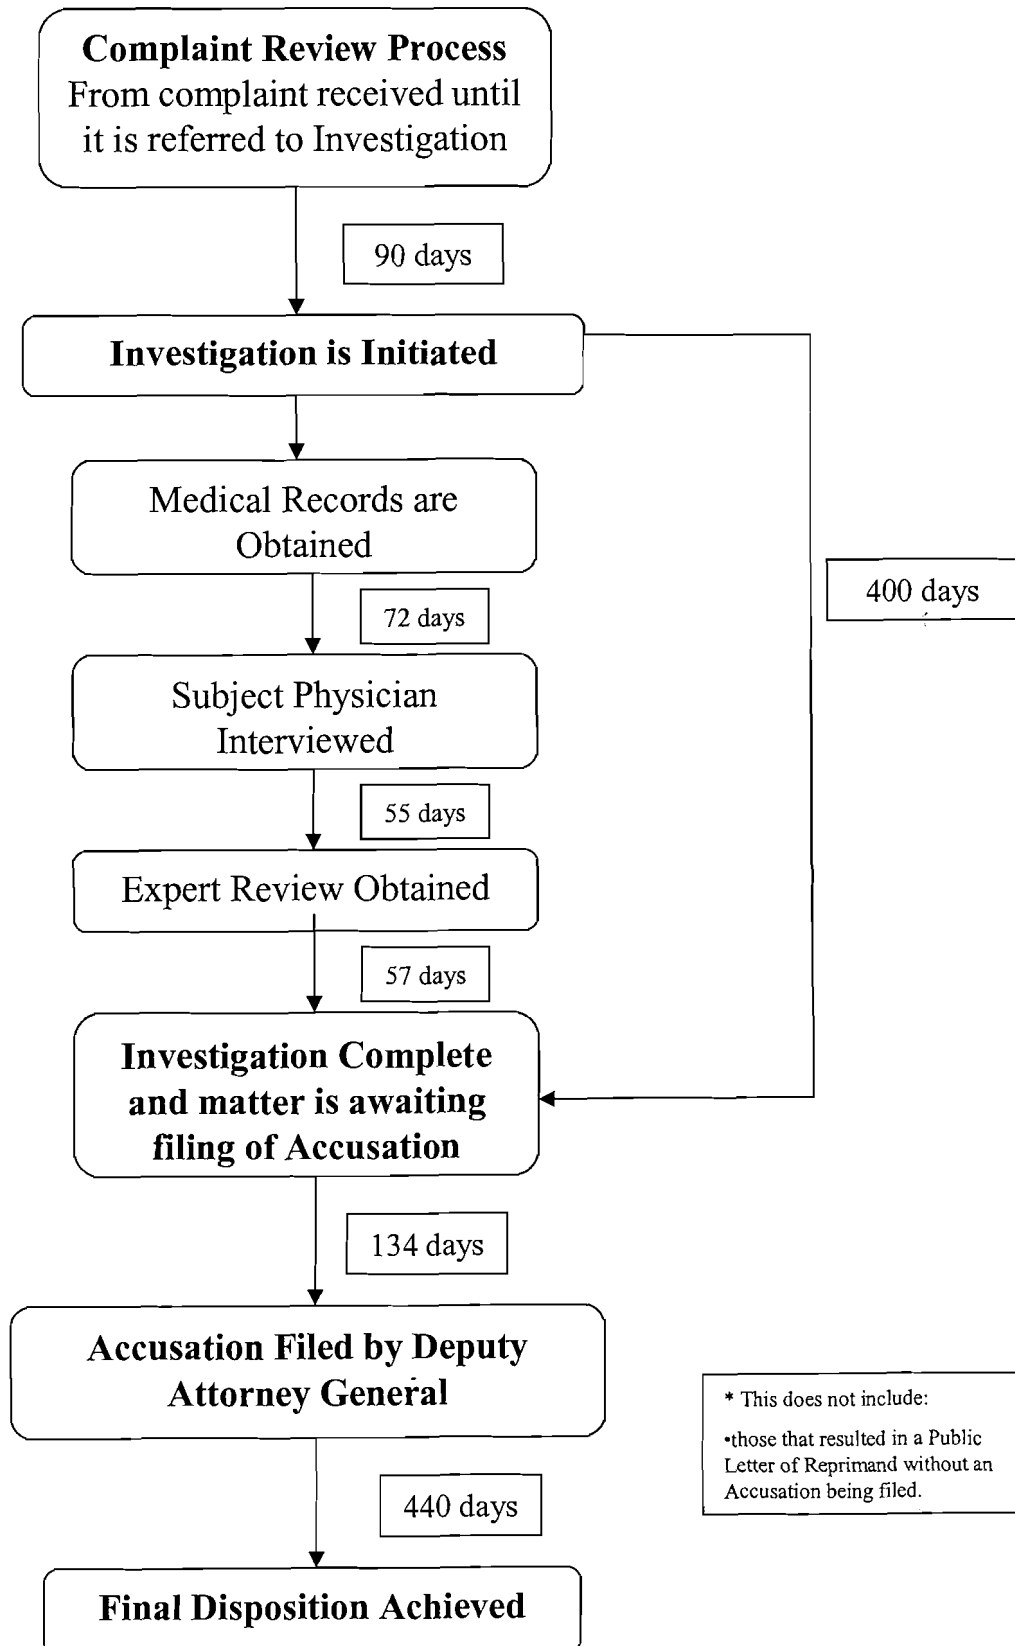 Complaint Review Process
From complaint received until
it is referred to Investigation
90 days
Investigation is Initiated
Medical Records are
Obtained
400 days
72 days
Subject Physician
Interviewed
55 days
Expert Review Obtained
57 days
Investigation Complete
and matter is awaiting
filing of Accusation
134 days
Accusation Filed by Deputy
Attorney General
* This does not include:
•those that resulted in a Public
Letter of Reprimand without an
Accusation being filed.
440 days
Final Disposition Achieved